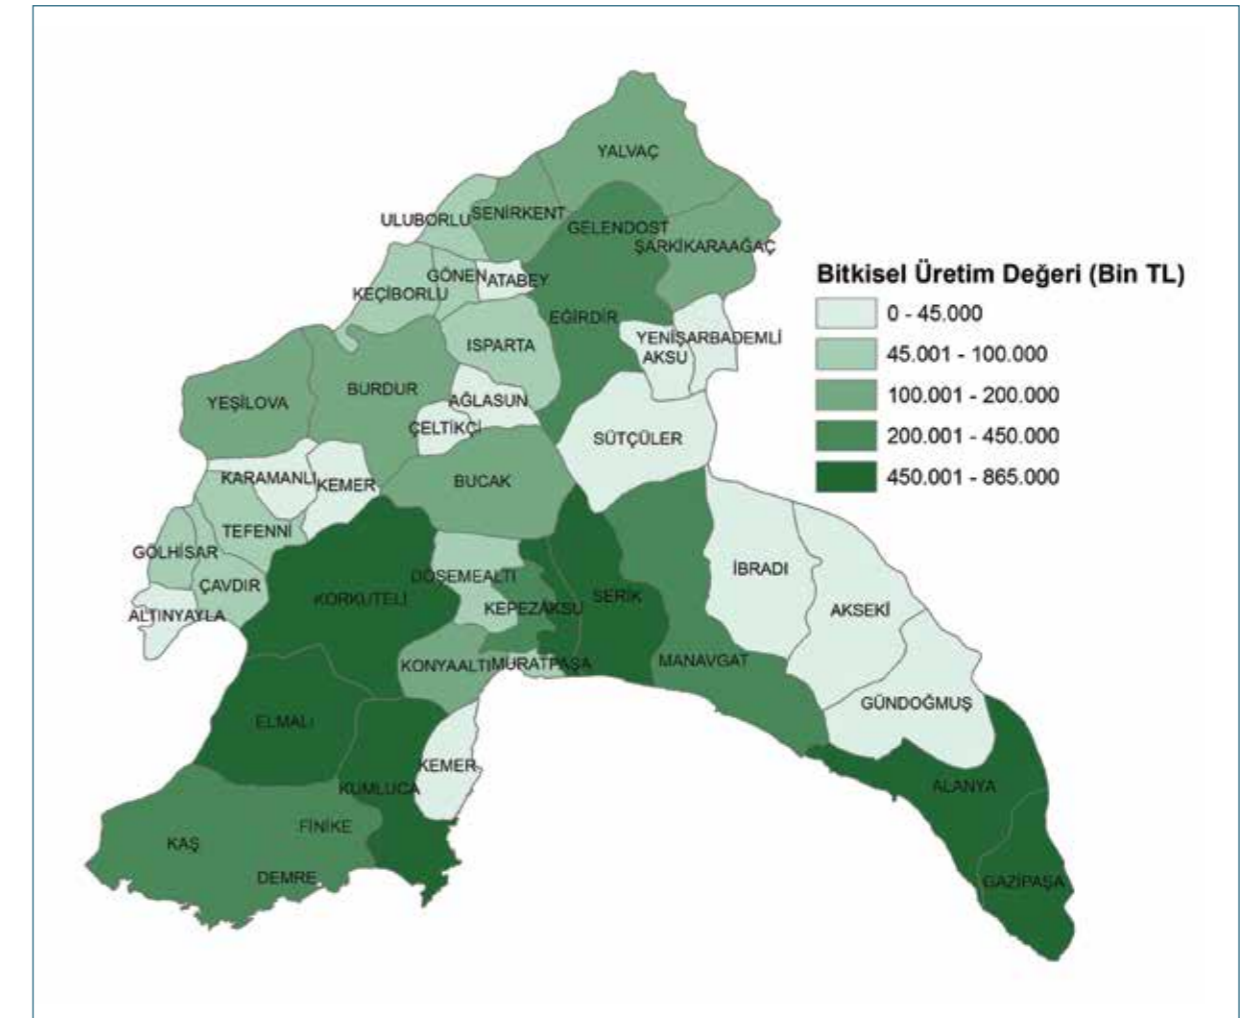 YALVAÇ
ULUBORLU
SENİRKENT
GELENDOST
ŞARKİKARAAĞAÇ
GÖNEN
ATABEY
KEÇİBORLU
EĞİRDİR
ISPARTA
YENİŞARBADEMLİ
AKSU
BURDUR
YEŞİLOVA
AĞLASUN
ÇELTİKÇİ
SÜTÇÜLER
KARAMANLI
KEMER
BUCAK
TEFENNİ
GÖLHİSAR
ÇAVDIR
ALTINYAYLA
DÖŞEMEALTI
KORKUTELİ
KEPEZ
AKSU
SERİK
İBRADI
AKSEKİ
KONYAALTI
MURATPAŞA
MANAVGAT
GÜNDOĞMUŞ
ELMALI
KEMER
KUMLUCA
ALANYA
FİNİKE
KAŞ
DEMRE
GAZİPAŞA
Bitkisel Üretim Değeri (Bin TL)
0 - 45.000
45.001 - 100.000
100.001 - 200.000
200.001 - 450.000
450.001 - 865.000